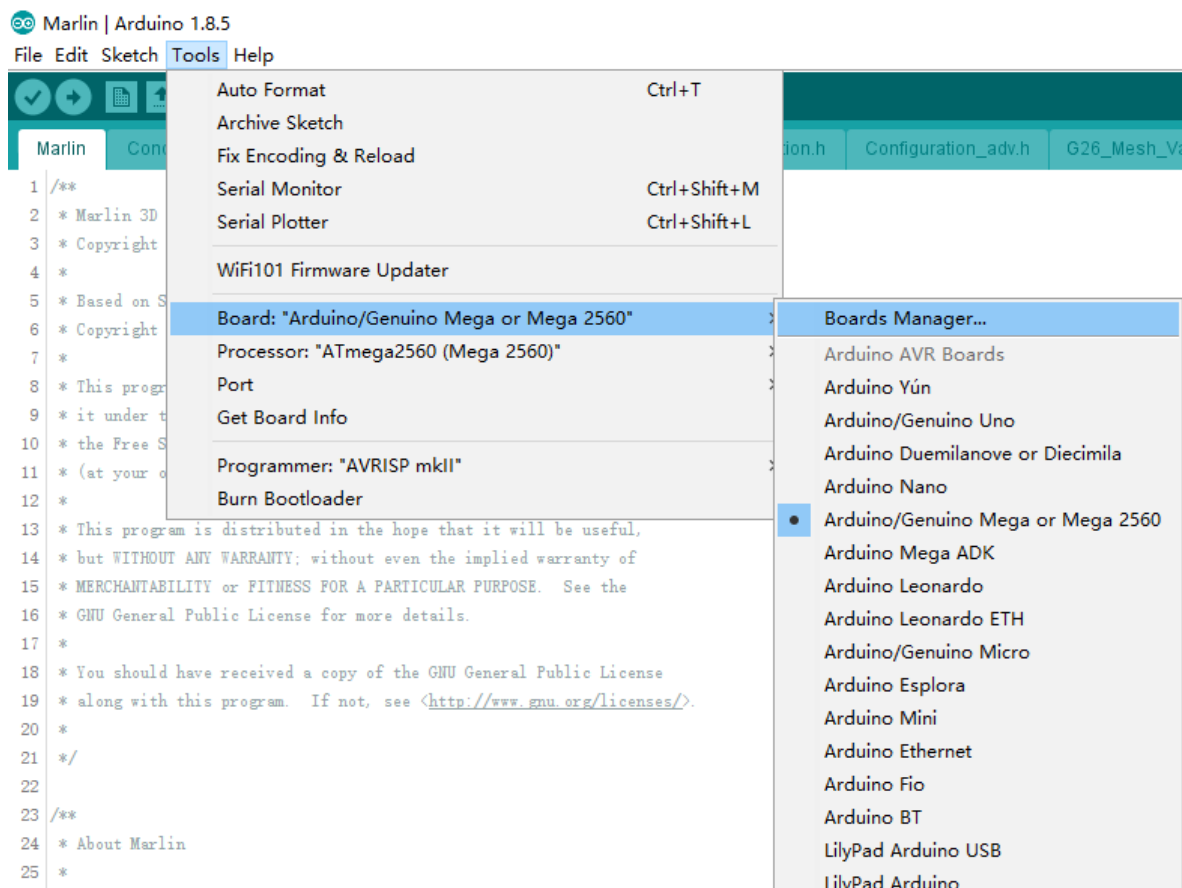 Marlin | Arduino 1.8.5
File Edit Sketch Tools Help
Auto Format Ctrl+T
Archive Sketch
Fix Encoding & Reload
Serial Monitor Ctrl+Shift+M
Serial Plotter Ctrl+Shift+L
WiFi101 Firmware Updater
Board: "Arduino/Genuino Mega or Mega 2560"
Processor: "ATmega2560 (Mega 2560)"
Port
Get Board Info
Programmer: "AVRISP mkII"
Burn Bootloader
Boards Manager...
Arduino AVR Boards
Arduino Yún
Arduino/Genuino Uno
Arduino Duemilanove or Diecimila
Arduino Nano
Arduino/Genuino Mega or Mega 2560
Arduino Mega ADK
Arduino Leonardo
Arduino Leonardo ETH
Arduino/Genuino Micro
Arduino Esplora
Arduino Mini
Arduino Ethernet
Arduino Fio
Arduino BT
LilyPad Arduino USB
LilyPad Arduino
Marlin Conc ion.h Configuration_adv.h G26_Mesh_Va
1 /**
2 * Marlin 3D
3 * Copyright
4 *
5 * Based on S
6 * Copyright
7 *
8 * This progr
9 * it under t
10 * the Free S
11 * (at your o
12 *
13 * This program is distributed in the hope that it will be useful,
14 * but WITHOUT ANY WARRANTY; without even the implied warranty of
15 * MERCHANTABILITY or FITNESS FOR A PARTICULAR PURPOSE. See the
16 * GNU General Public License for more details.
17 *
18 * You should have received a copy of the GNU General Public License
19 * along with this program. If not, see <http://www.gnu.org/licenses/>.
20 *
21 */
22
23 /**
24 * About Marlin
25 *